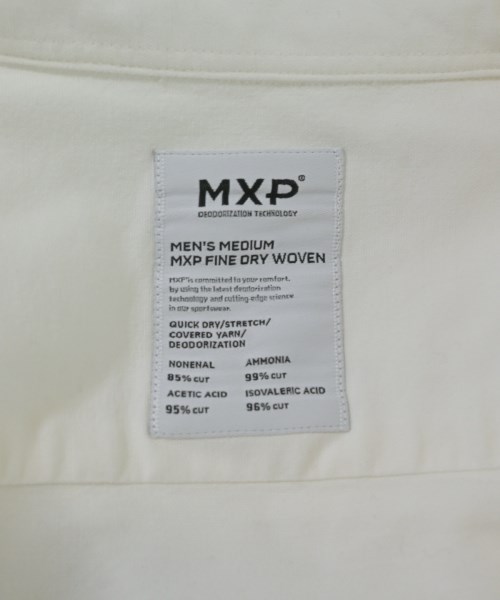 MXP®
DEODORIZATION TECHNOLOGY
MEN'S MEDIUM
MXP FINE DRY WOVEN
MXP is committed to your comfort,
by using the latest deodorization
technology and cutting-edge science
in our sportswear.
QUICK DRY/STRETCH/
COVERED YARN/
DEODORIZATION
NONENAL AMMONIA
85% CUT 99% CUT
ACETIC ACID ISOVALERIC ACID
95% CUT 96% CUT